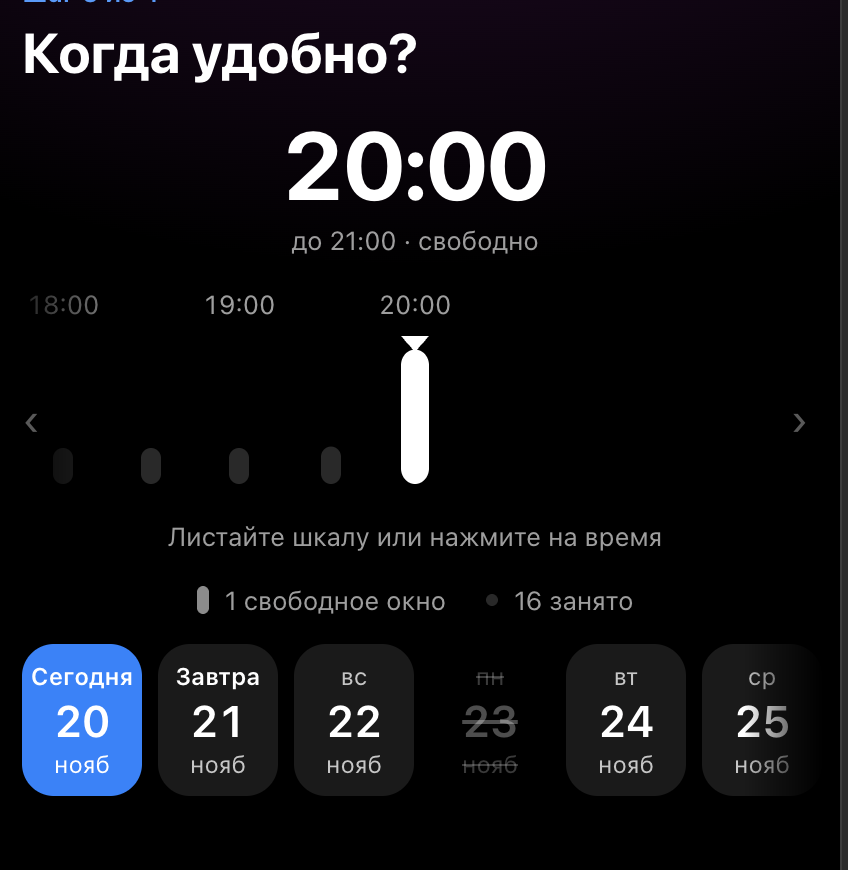 Когда удобно?
20:00
до 21:00 · свободно
18:00 19:00 20:00
‹ ›
Листайте шкалу или нажмите на время
1 свободное окно 16 занято
Сегодня Завтра вс пн вт ср
20 21 22 23 24 25
нояб нояб нояб нояб нояб нояб